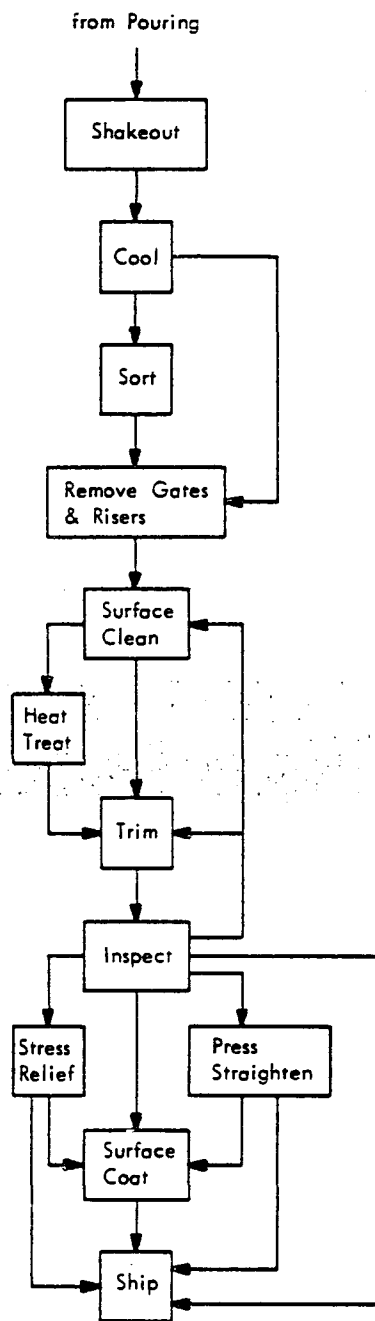 from Pouring
Shakeout
Cool
Sort
Remove Gates
& Risers
Surface
Clean
Heat
Treat
Trim
Inspect
Stress
Relief
Press
Straighten
Surface
Coat
Ship